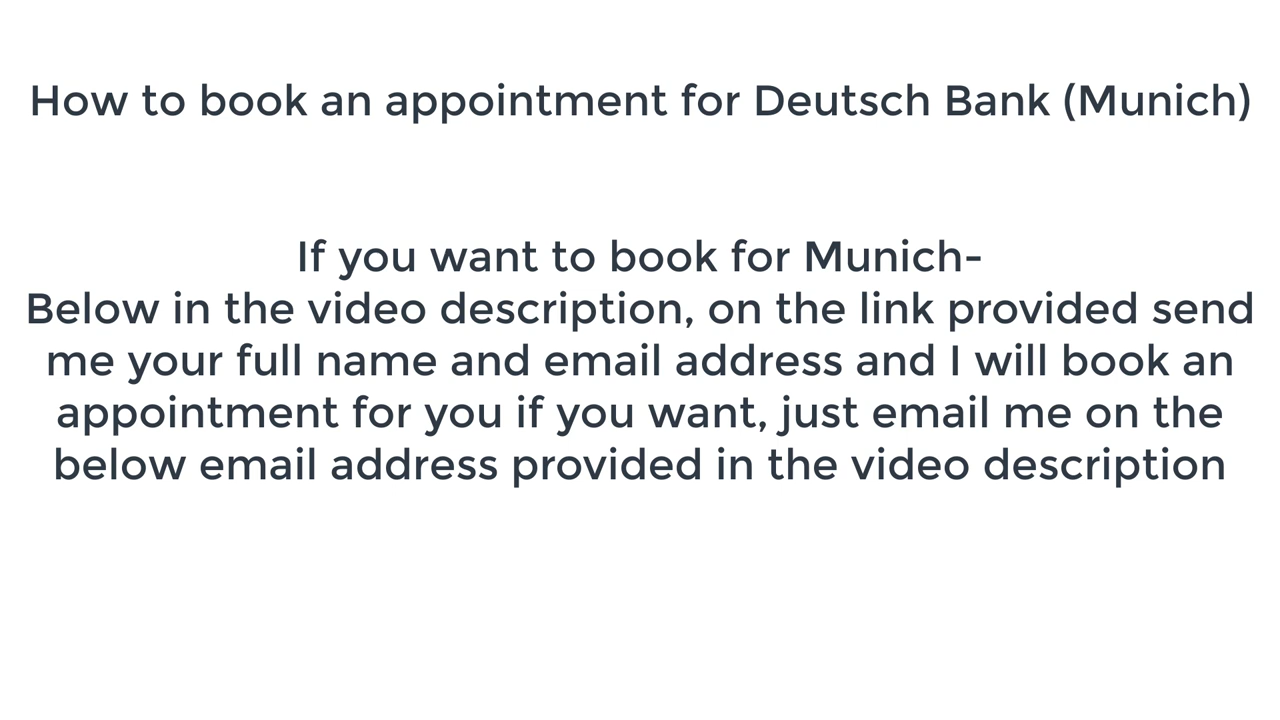 How to book an appointment for Deutsch Bank (Munich)
If you want to book for Munich-
Below in the video description, on the link provided send
me your full name and email address and I will book an
appointment for you if you want, just email me on the
below email address provided in the video description